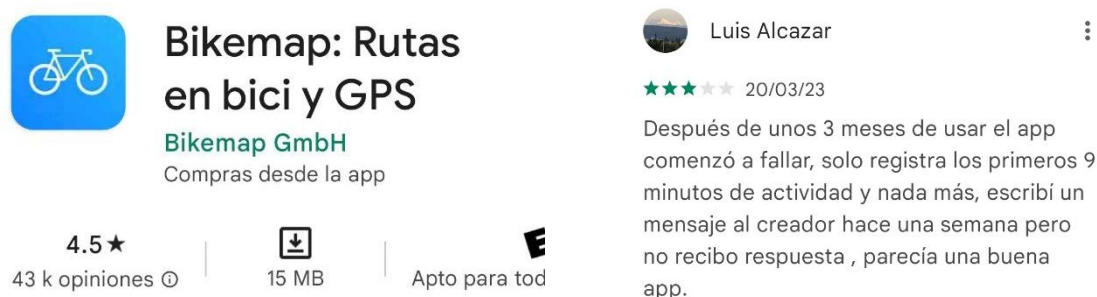 Bikemap: Rutas
en bici y GPS
Bikemap GmbH
Compras desde la app
4.5★
43 k opiniones
15 MB
Apto para tod
Luis Alcazar
20/03/23
Después de unos 3 meses de usar el app
comenzó a fallar, solo registra los primeros 9
minutos de actividad y nada más, escribí un
mensaje al creador hace una semana pero
no recibo respuesta , parecía una buena
app.